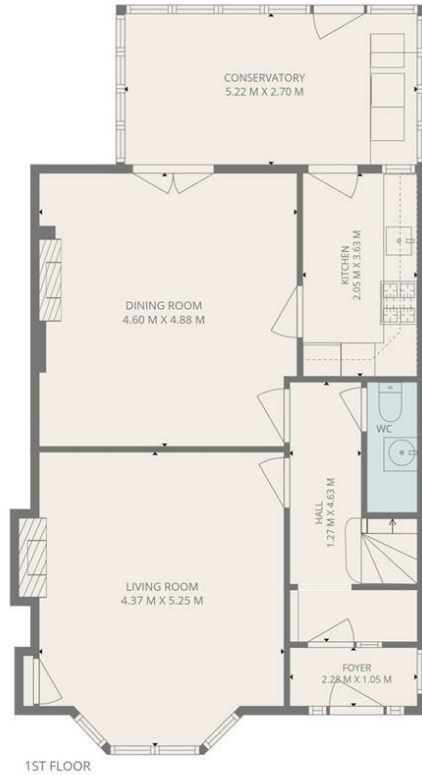 CONSERVATORY
5.22 M X 2.70 M
DINING ROOM
4.60 M X 4.88 M
KITCHEN
2.05 M X 3.63 M
WC
HALL
1.27 M X 4.63 M
LIVING ROOM
4.37 M X 5.25 M
FOYER
2.28 M X 1.05 M
1ST FLOOR